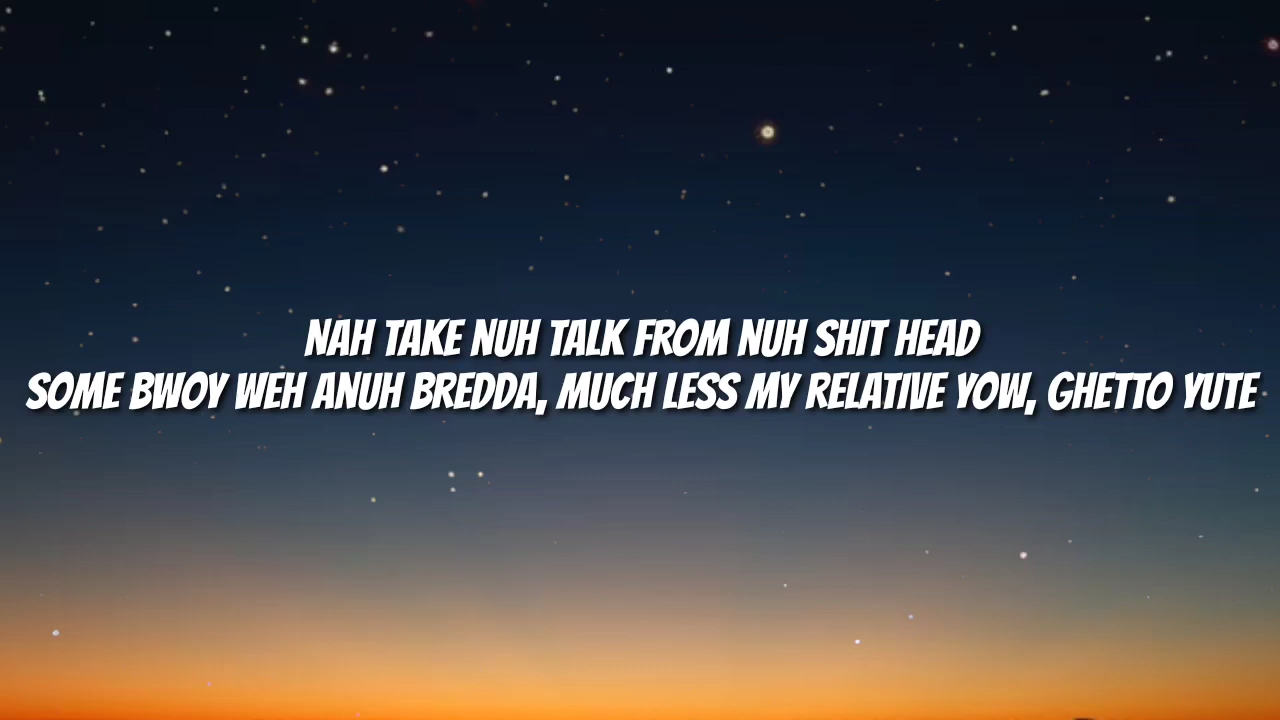 NAH TAKE NUH TALK FROM NUH SHIT HEAD
SOME BWOY WEH ANUH BREDDA, MUCH LESS MY RELATIVE YOW, GHETTO YUTE